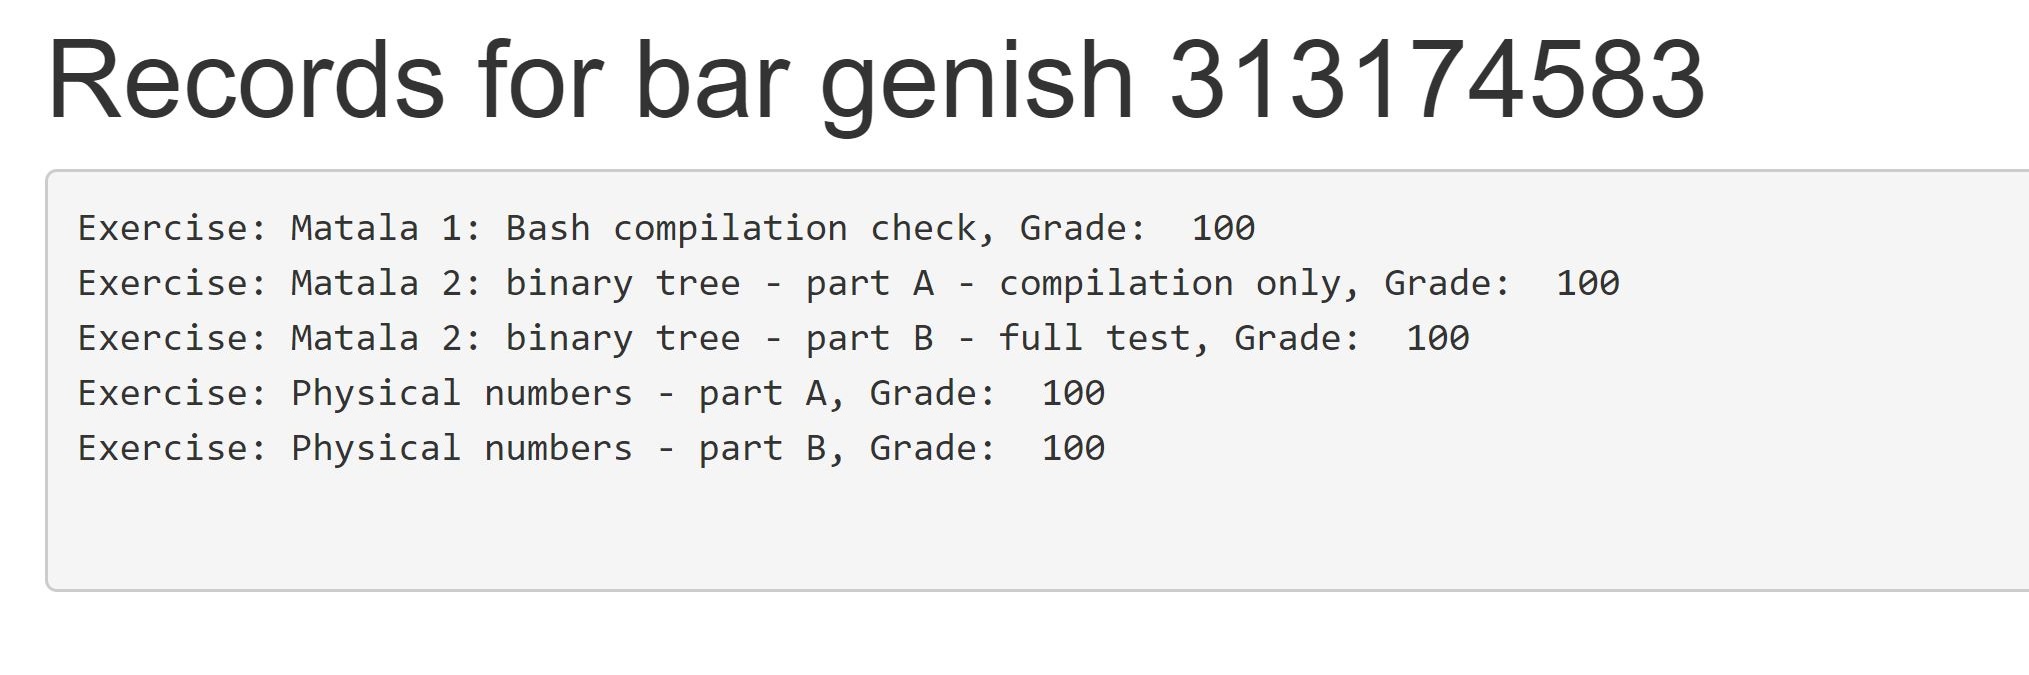 Records for bar genish 313174583
Exercise: Matala 1: Bash compilation check, Grade:  100
Exercise: Matala 2: binary tree - part A - compilation only, Grade:  100
Exercise: Matala 2: binary tree - part B - full test, Grade:  100
Exercise: Physical numbers - part A, Grade:  100
Exercise: Physical numbers - part B, Grade:  100